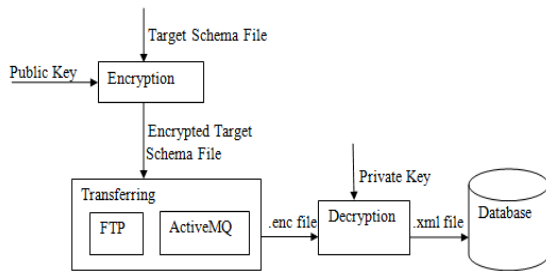 Target Schema File
Public Key
Encryption
Encrypted Target
Schema File
Transferring
FTP
ActiveMQ
.enc file
Private Key
Decryption
.xml file
Database